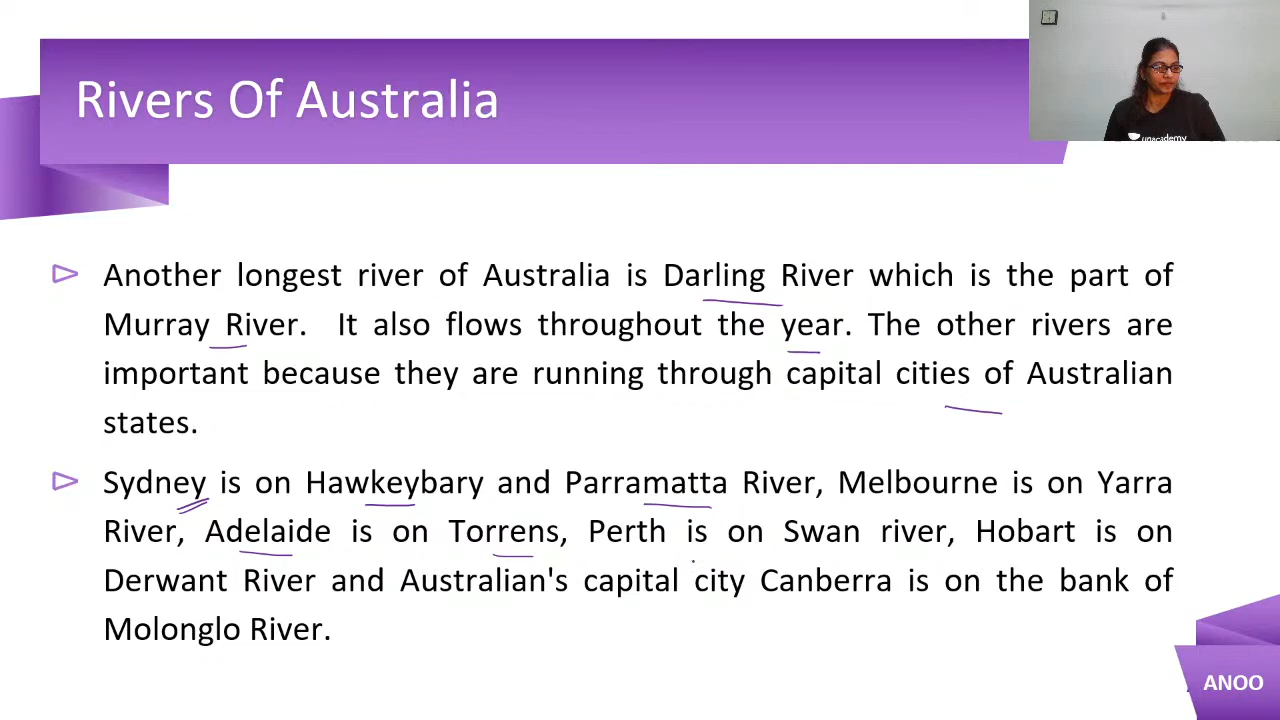 Rivers Of Australia
unacademy
Another longest river of Australia is Darling River which is the part of
Murray River. It also flows throughout the year. The other rivers are
important because they are running through capital cities of Australian
states.
Sydney is on Hawkeybary and Parramatta River, Melbourne is on Yarra
River, Adelaide is on Torrens, Perth is on Swan river, Hobart is on
Derwant River and Australian's capital city Canberra is on the bank of
Molonglo River.
ANOO